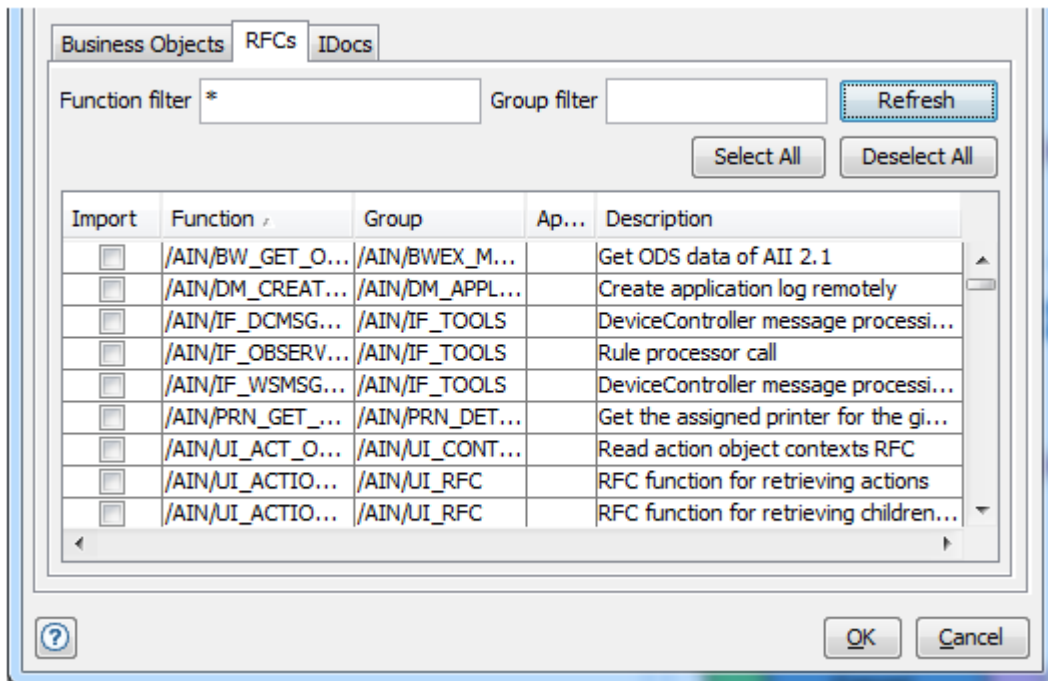 Business Objects RFCs IDocs
Function filter * Group filter Refresh
Select All Deselect All
Import Function Group Ap... Description
/AIN/BW_GET_O... /AIN/BWEX_M... Get ODS data of AII 2.1
/AIN/DM_CREAT... /AIN/DM_APPL... Create application log remotely
/AIN/IF_DCMSG... /AIN/IF_TOOLS DeviceController message processi...
/AIN/IF_OBSERV... /AIN/IF_TOOLS Rule processor call
/AIN/IF_WSMSG... /AIN/IF_TOOLS DeviceController message processi...
/AIN/PRN_GET_... /AIN/PRN_DET... Get the assigned printer for the gi...
/AIN/UI_ACT_O... /AIN/UI_CONT... Read action object contexts RFC
/AIN/UI_ACTIO... /AIN/UI_RFC RFC function for retrieving actions
/AIN/UI_ACTIO... /AIN/UI_RFC RFC function for retrieving children...
? OK Cancel